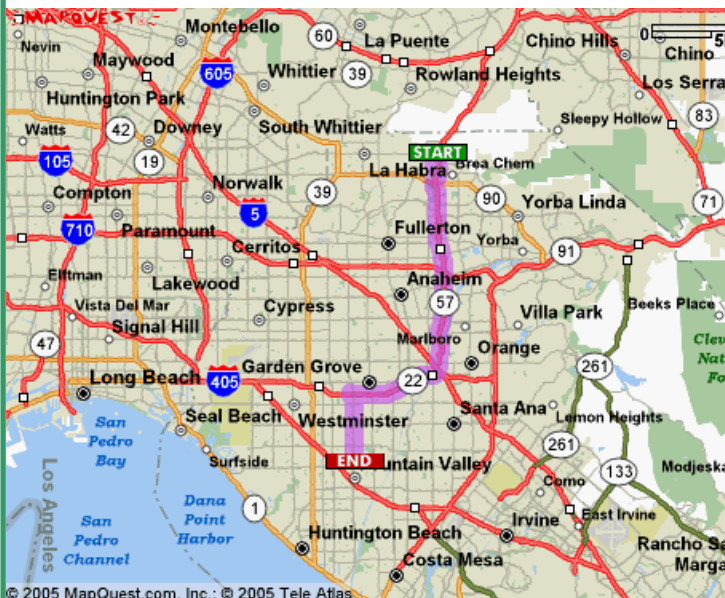 MAPQUEST
Montebello
60
La Puente
Chino Hills
0
5
Nevin
Maywood
605
Whittier
39
Rowland Heights
Chino
Los Serra
Huntington Park
42
Downey
South Whittier
Sleepy Hollow
83
Watts
105
19
START
La Habra
Brea Chem
Compton
Norwalk
39
90
Yorba Linda
71
5
710
Paramount
Cerritos
Fullerton
Yorba
91
Elftman
Lakewood
Anaheim
Vista Del Mar
Cypress
57
Villa Park
Beeks Place
Signal Hill
Marlboro
47
Garden Grove
Orange
261
Clev
Nat
Fo
Long Beach
405
22
San
Pedro
Bay
Seal Beach
Westminster
Santa Ana
Lemon Heights
Surfside
END
untain Valley
261
133
Modjeska
Los Angeles
Dana
Point
Harbor
1
Como
San
Pedro
Channel
Huntington Beach
Irvine
East Irvine
Costa Mesa
Rancho Sa
Marga
© 2005 MapQuest.com, Inc.; © 2005 Tele Atlas